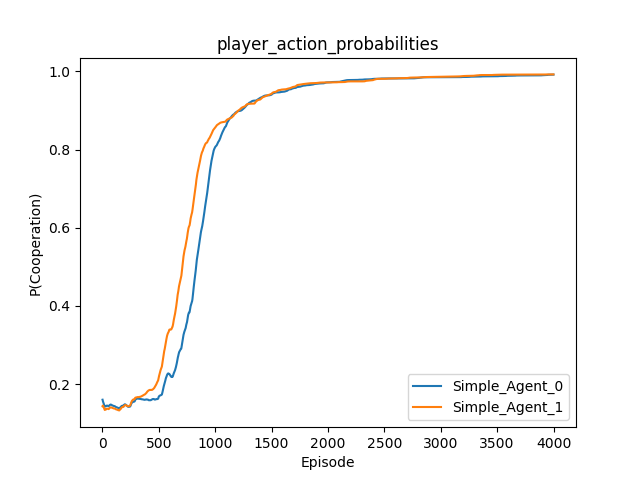 player_action_probabilities
P(Cooperation)
1.0
0.8
0.6
0.4
0.2
Simple_Agent_0
Simple_Agent_1
0 500 1000 1500 2000 2500 3000 3500 4000
Episode